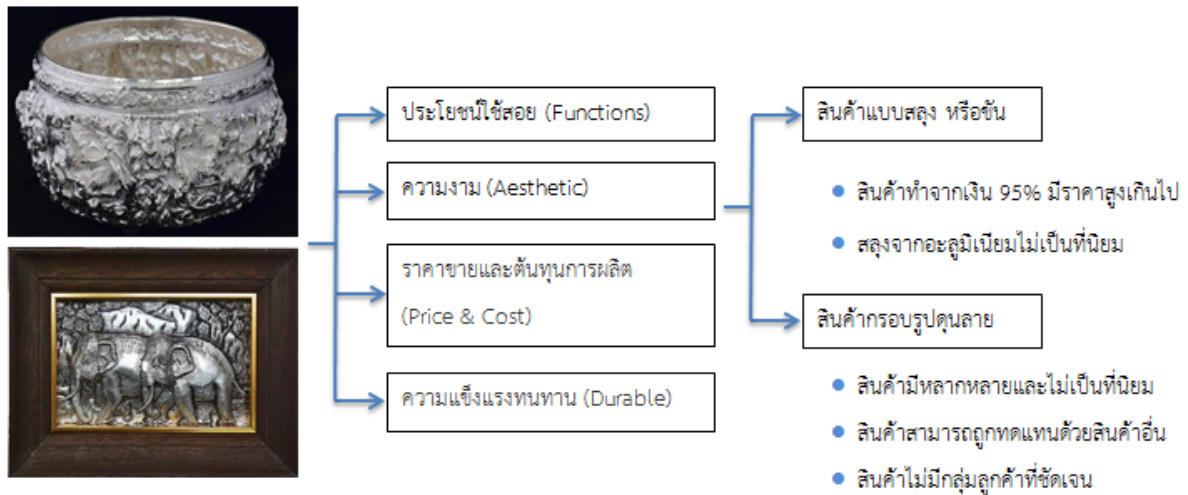 ประโยชน์ใช้สอย (Functions)
ความงาม (Aesthetic)
ราคาขายและต้นทุนการผลิต
(Price & Cost)
ความแข็งแรงทนทาน (Durable)
สินค้าแบบสลุง หรือขัน
สินค้าทำจากเงิน 95% มีราคาสูงเกินไป
สลุงจากอะลูมิเนียมไม่เป็นที่นิยม
สินค้ากรอบรูปดุนลาย
สินค้ามีหลากหลายและไม่เป็นที่นิยม
สินค้าสามารถถูกทดแทนด้วยสินค้าอื่น
สินค้าไม่มีกลุ่มลูกค้าที่ชัดเจน